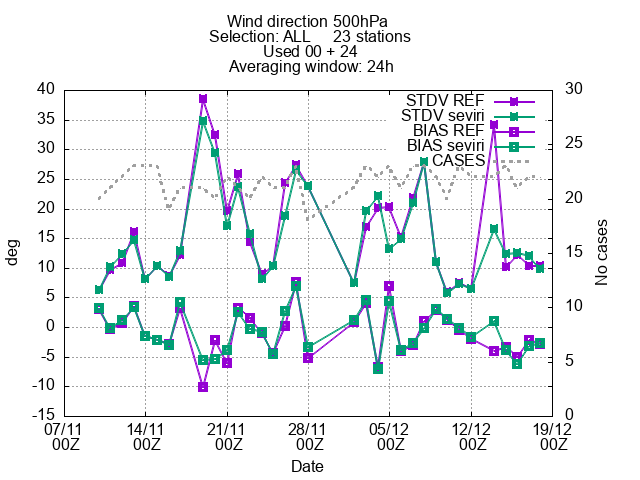 Wind direction 500hPa
Selection: ALL 23 stations
Used 00 + 24
Averaging window: 24h
40 30
STDV REF
35
STDV seviri
BIAS REF
30 25
BIAS seviri
CASES
25
20 20
15
deg
No cases
10 15
5 10
0
-5 5
-10
-15 0
07/11 14/11 21/11 28/11 05/12 12/12 19/12
00Z 00Z 00Z 00Z 00Z 00Z 00Z
Date